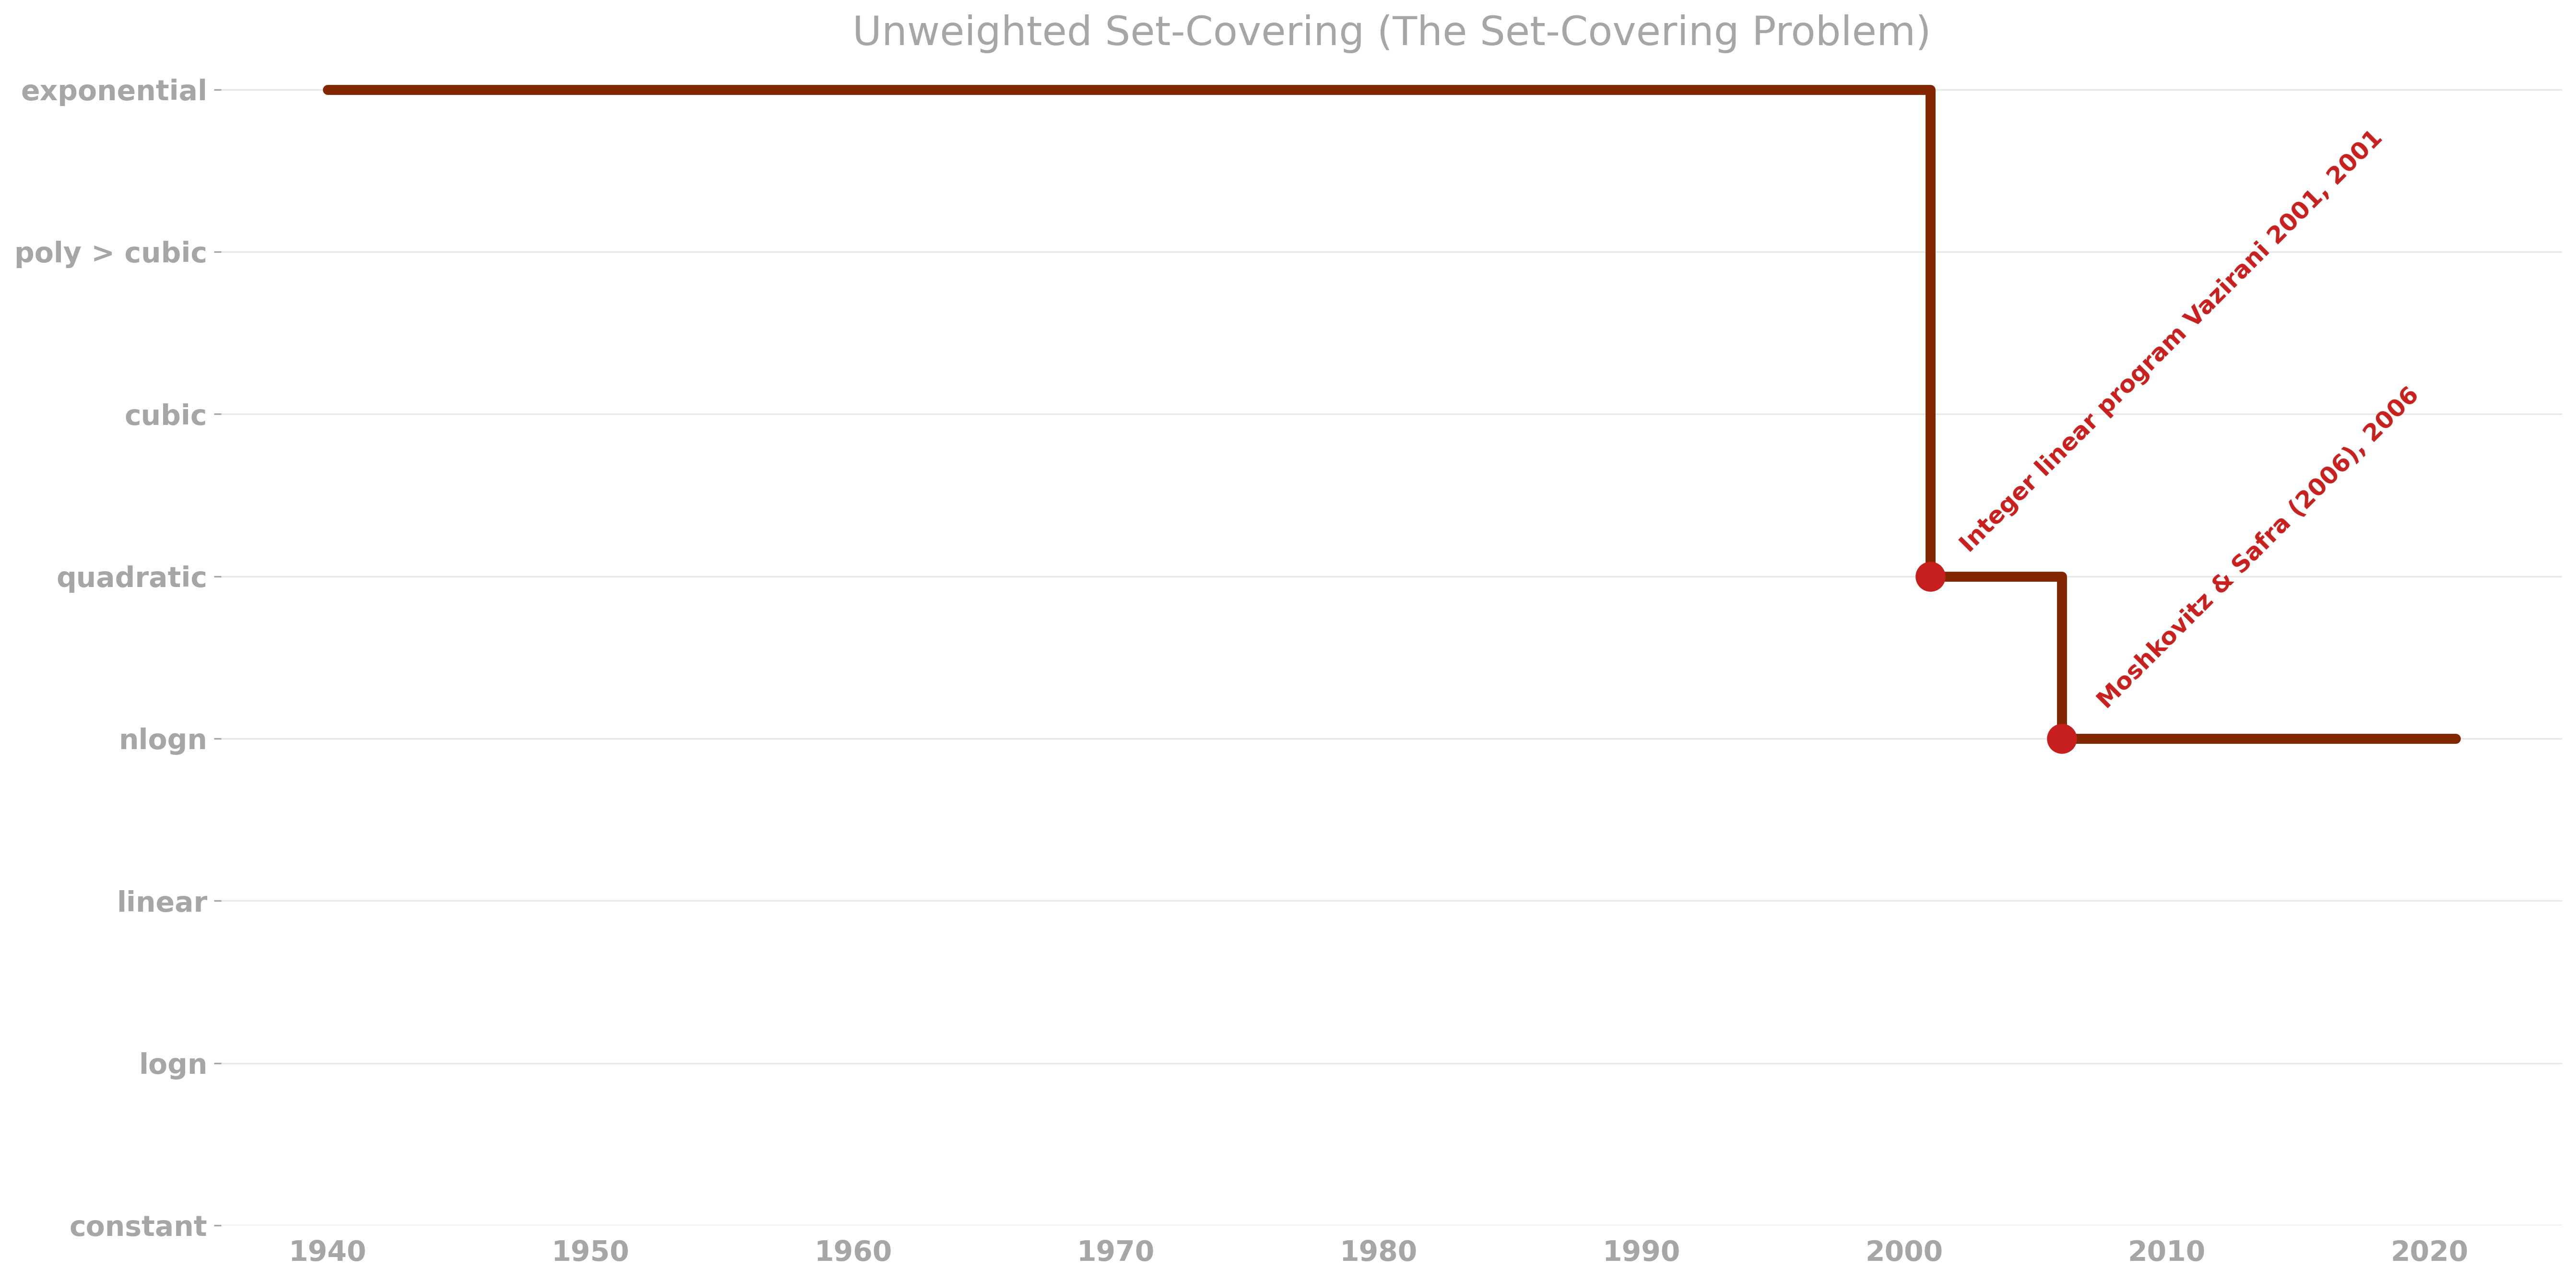 Unweighted Set-Covering (The Set-Covering Problem)
exponential
poly > cubic
cubic
quadratic
nlogn
linear
logn
constant
Integer linear program Vazirani 2001, 2001
Moshkovitz & Safra (2006), 2006
1940 1950 1960 1970 1980 1990 2000 2010 2020